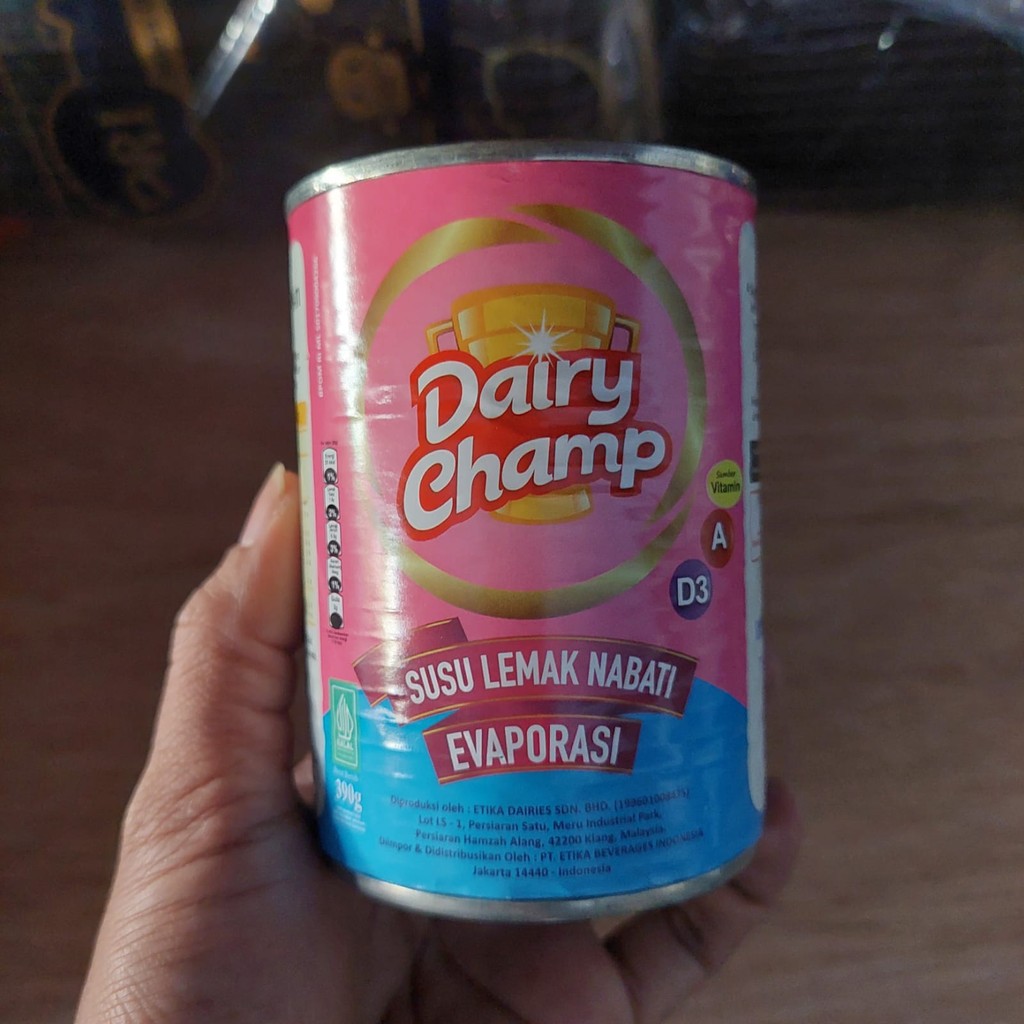 Dairy
Champ
Sumber
Vitamin
A
D3
SUSU LEMAK NABATI
EVAPORASI
HALAL
390g
Diproduksi oleh : ETIKA DAIRIES SDN. BHD.
Lot LS - 1, Persiaran Satu, Meru Industrial Park,
Persiaran Hamzah Alang, 42200 Klang, Malaysia.
Diimpor & Didistribusikan Oleh : PT. ETIKA BEVERAGES INDONESIA
Jakarta 14440 - Indonesia